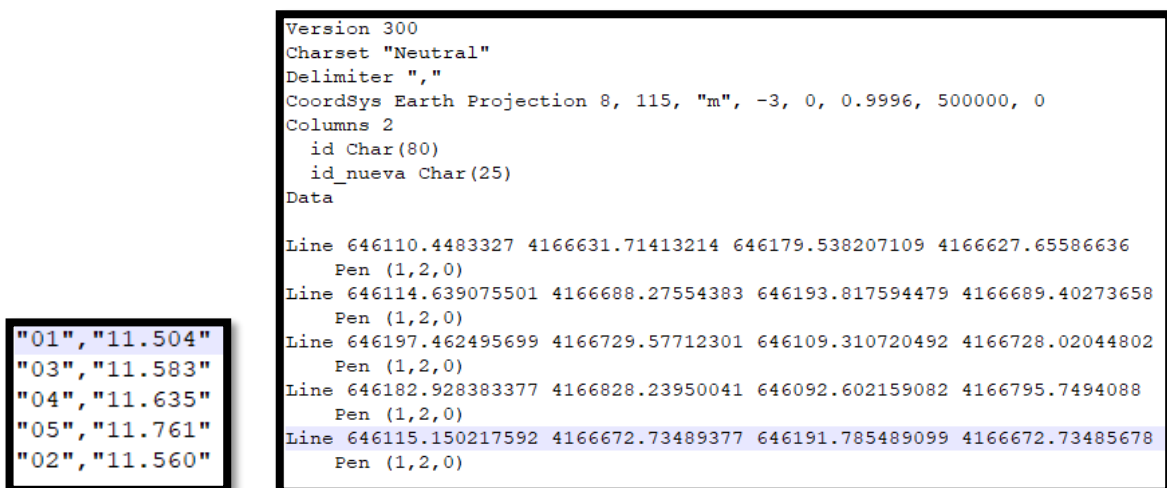 "01","11.504"
"03","11.583"
"04","11.635"
"05","11.761"
"02","11.560"
Version 300
Charset "Neutral"
Delimiter ","
CoordSys Earth Projection 8, 115, "m", -3, 0, 0.9996, 500000, 0
Columns 2
  id Char(80)
  id_nueva Char(25)
Data
Line 646110.4483327 4166631.71413214 646179.538207109 4166627.65586636
    Pen (1,2,0)
Line 646114.639075501 4166688.27554383 646193.817594479 4166689.40273658
    Pen (1,2,0)
Line 646197.462495699 4166729.57712301 646109.310720492 4166728.02044802
    Pen (1,2,0)
Line 646182.928383377 4166828.23950041 646092.602159082 4166795.7494088
    Pen (1,2,0)
Line 646115.150217592 4166672.73489377 646191.785489099 4166672.73485678
    Pen (1,2,0)